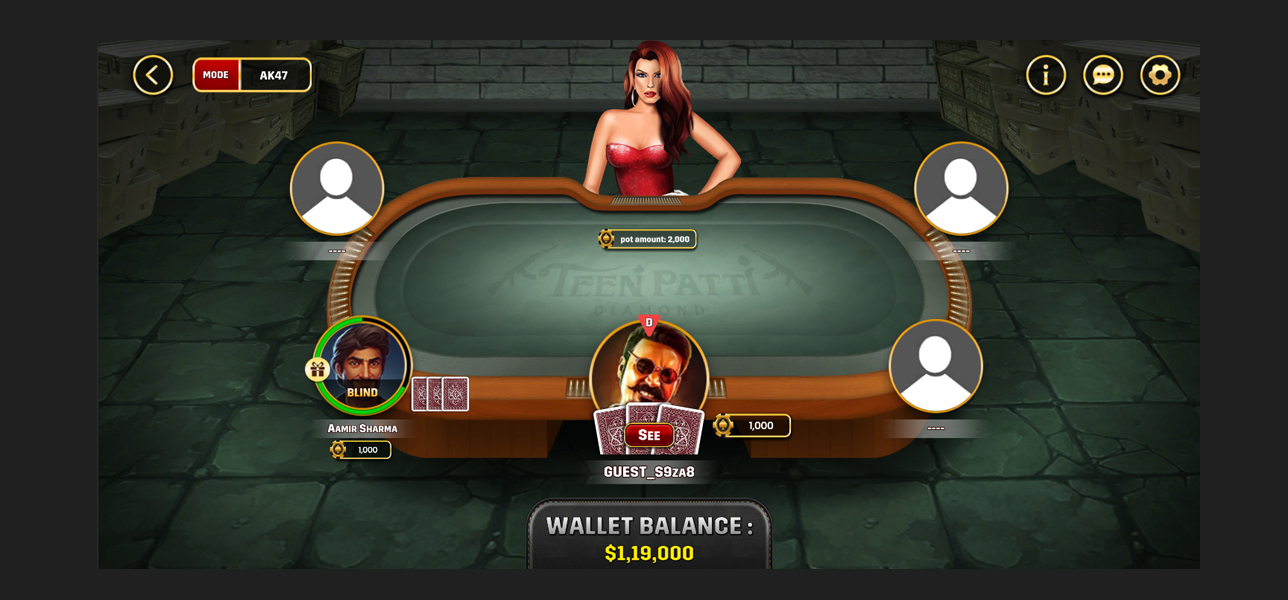 MODE AK47
pot amount: 2,000
TEEN PATTI
DIAMOND
D
BLIND
AAMIR SHARMA
1,000
SEE
1,000
GUEST_S9ZA8
----
----
----
WALLET BALANCE :
$1,19,000